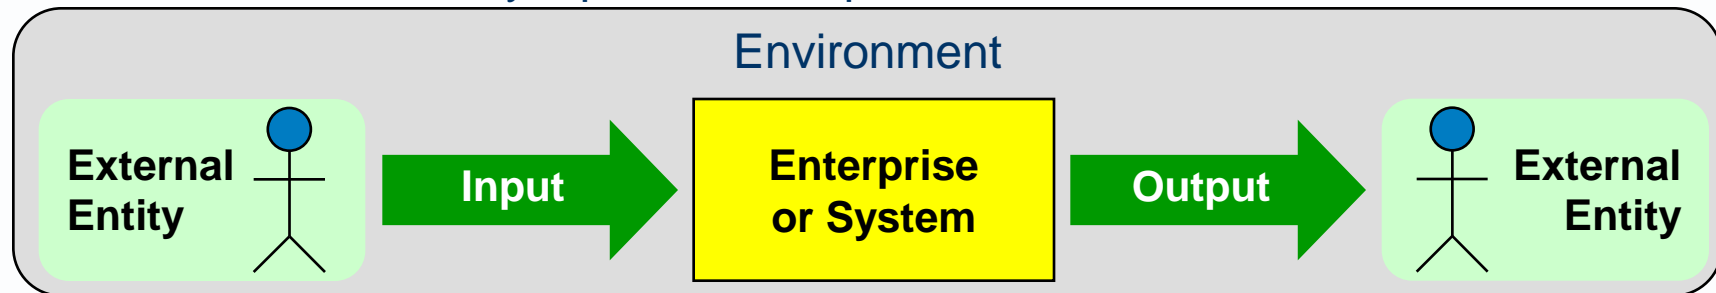 Environment
External
Entity
Input
Enterprise
or System
Output
External
Entity